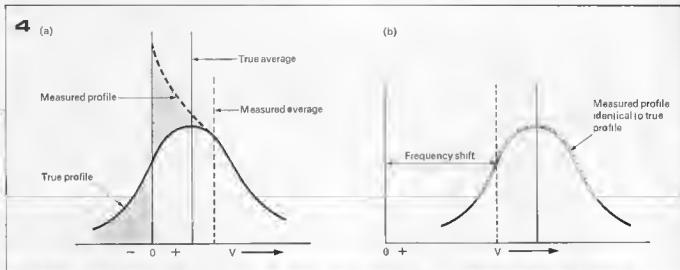 4
(a)
True average
Measured profile
Measured average
True profile
− 0 + V
(b)
Measured profile
identical to true
profile
Frequency shift
0 + V